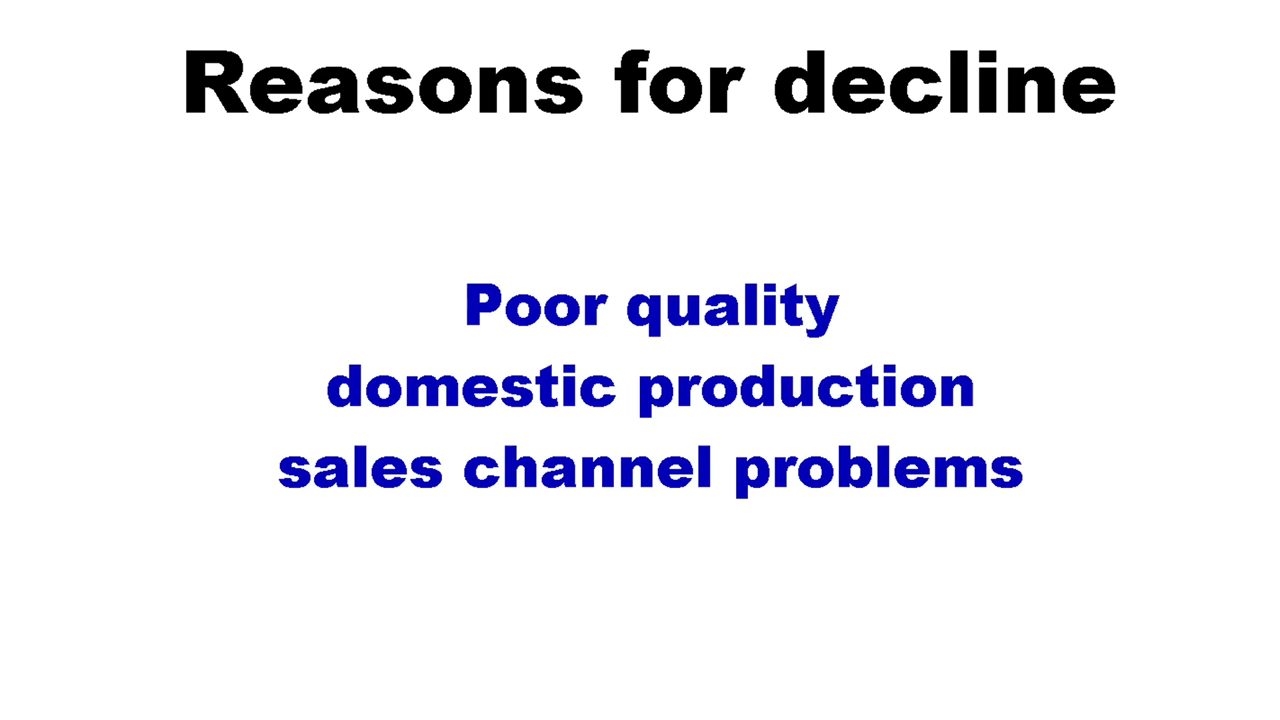 Reasons for decline
Poor quality
domestic production
sales channel problems